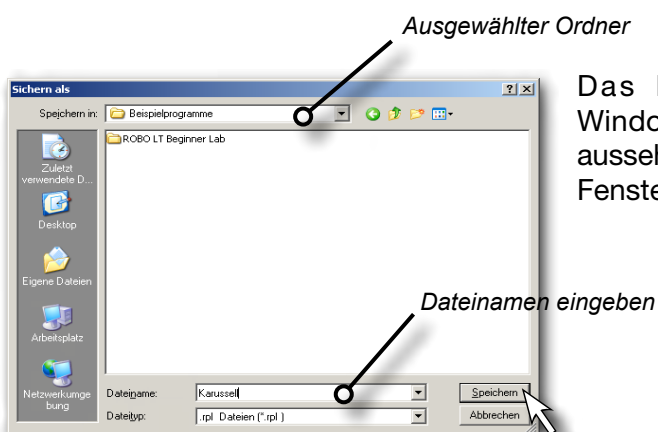 Ausgewählter Ordner
Sichern als
Speichern in: Beispielprogramme
ROBO LT Beginner Lab
Zuletzt
verwendete D...
Desktop
Eigene Dateien
Arbeitsplatz
Netzwerkumge
bung
Das
Windo
Fenste
Dateinamen eingeben
Dateiname: Karussell Speichern
Dateityp: .rpl Dateien (*.rpl ) Abbrechen